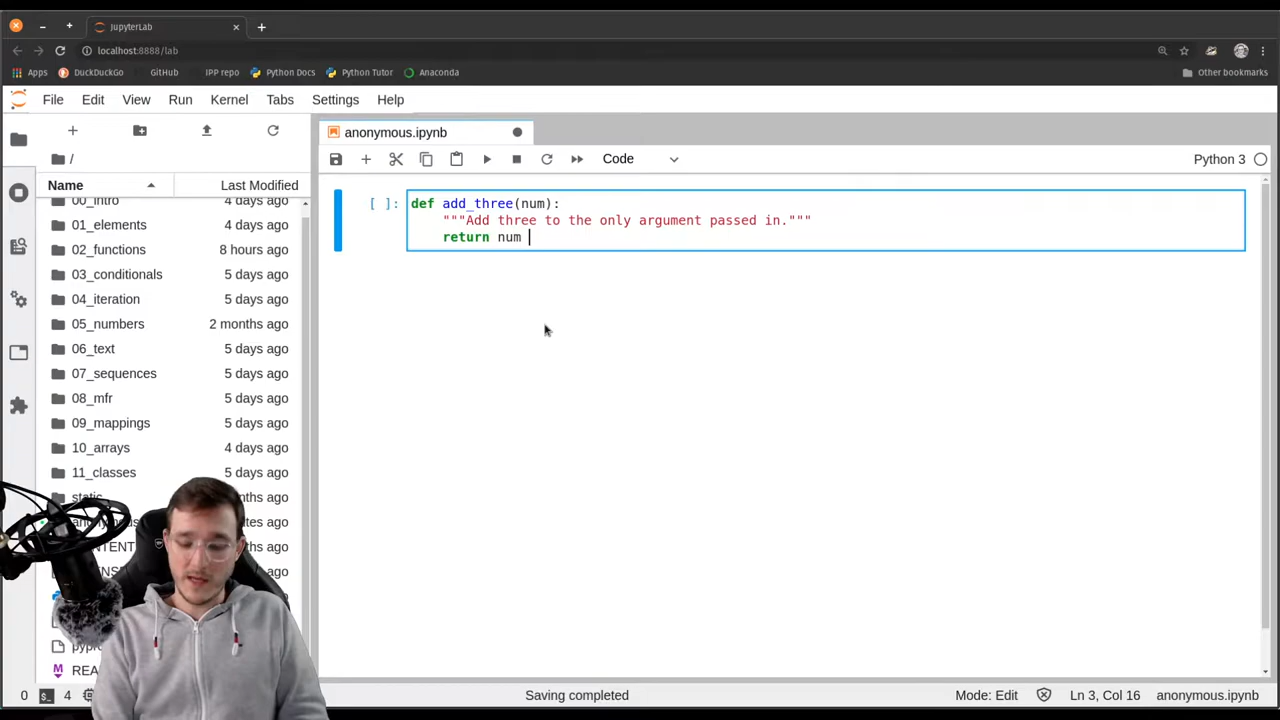 JupyterLab
localhost:8888/lab
Apps DuckDuckGo GitHub IPP repo Python Docs Python Tutor Anaconda Other bookmarks
File Edit View Run Kernel Tabs Settings Help
anonymous.ipynb
/
Code Python 3
Name Last Modified
00_intro 4 days ago
01_elements 4 days ago
02_functions 8 hours ago
03_conditionals 5 days ago
04_iteration 5 days ago
05_numbers 2 months ago
06_text 5 days ago
07_sequences 5 days ago
08_mfr 5 days ago
09_mappings 5 days ago
10_arrays 4 days ago
11_classes 5 days ago
static
REA
[ ]: def add_three(num):
"""Add three to the only argument passed in."""
return num
0 4 Saving completed Mode: Edit Ln 3, Col 16 anonymous.ipynb